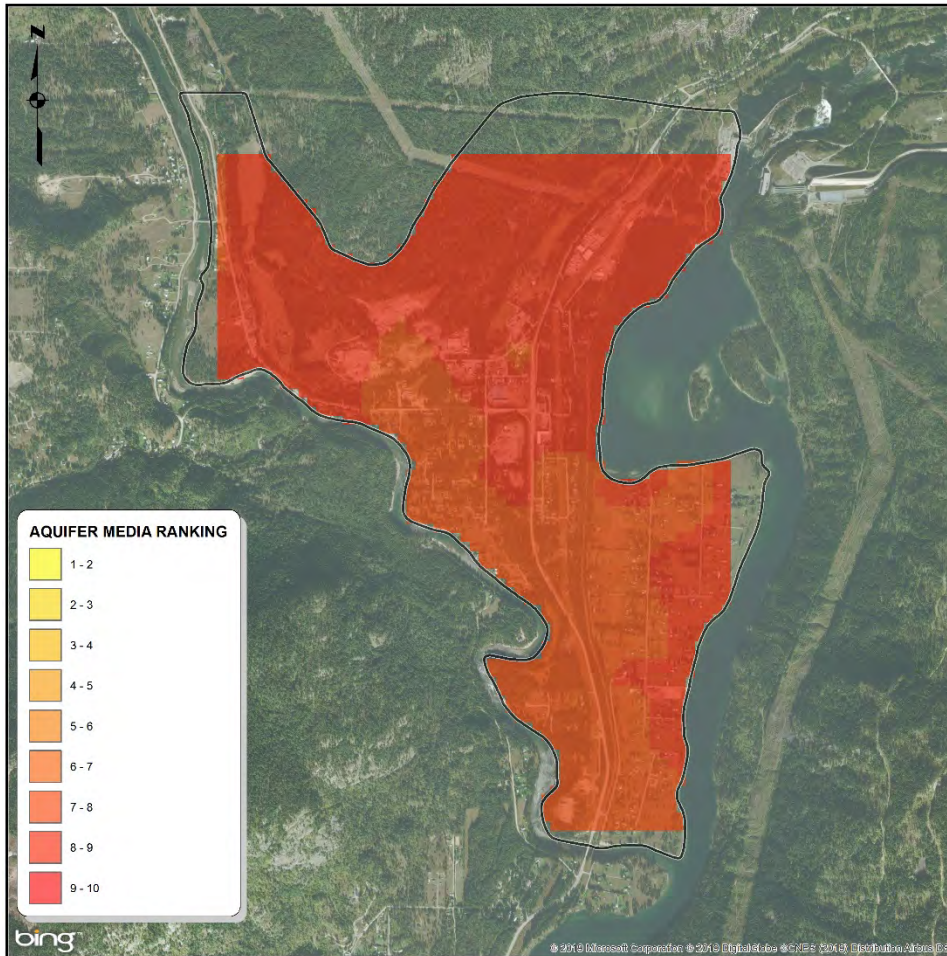 N
AQUIFER MEDIA RANKING
1 - 2
2 - 3
3 - 4
4 - 5
5 - 6
6 - 7
7 - 8
8 - 9
9 - 10
bing
© 2019 Microsoft Corporation © 2019 DigitalGlobe ©CNES (2019) Distribution Airbus DS